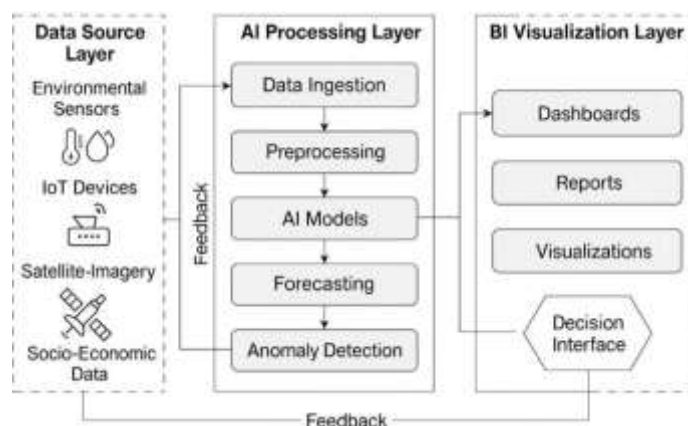 Data Source
Layer
Environmental
Sensors
IoT Devices
Satellite-Imagery
Socio-Economic
Data
Feedback
AI Processing Layer
Data Ingestion
Preprocessing
AI Models
Forecasting
Anomaly Detection
BI Visualization Layer
Dashboards
Reports
Visualizations
Decision
Interface
Feedback